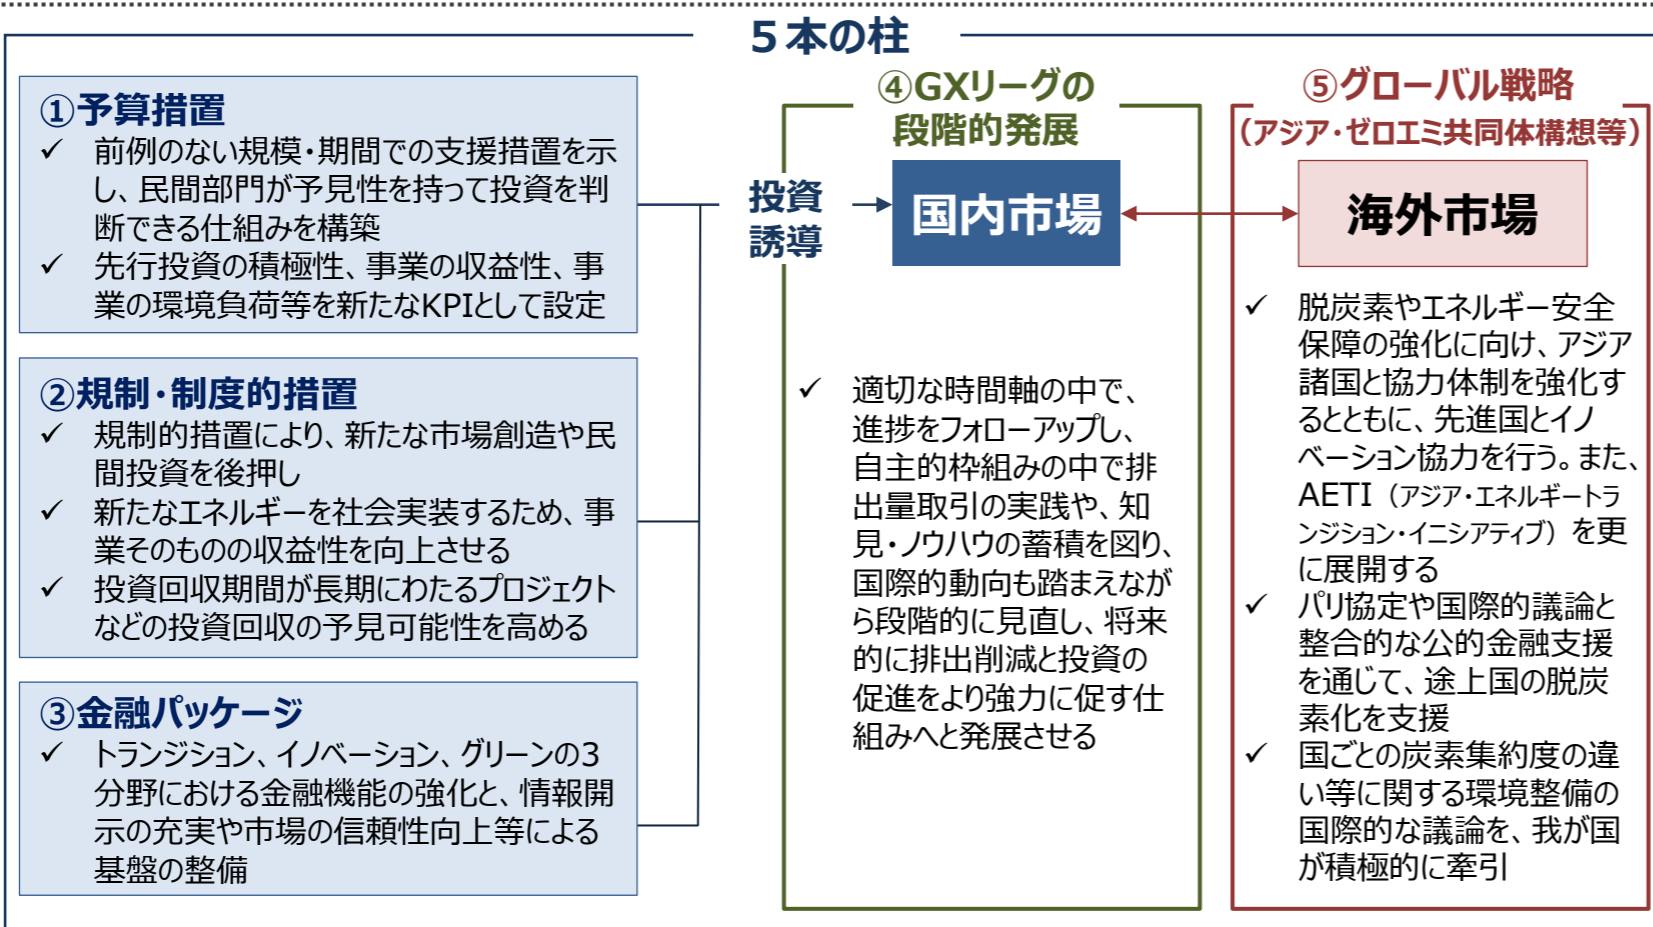 5本の柱
①予算措置
✓ 前例のない規模・期間での支援措置を示
し、民間部門が予見性を持って投資を判
断できる仕組みを構築
✓ 先行投資の積極性、事業の収益性、事
業の環境負荷等を新たなKPIとして設定
②規制・制度的措置
✓ 規制的措置により、新たな市場創造や民
間投資を後押し
✓ 新たなエネルギーを社会実装するため、事
業そのものの収益性を向上させる
✓ 投資回収期間が長期にわたるプロジェクト
などの投資回収の予見可能性を高める
③金融パッケージ
✓ トランジション、イノベーション、グリーンの3
分野における金融機能の強化と、情報開
示の充実や市場の信頼性向上等による
基盤の整備
投資
誘導
④GXリーグの
段階的発展
国内市場
✓ 適切な時間軸の中で、
進捗をフォローアップし、
自主的枠組みの中で排
出量取引の実践や、知
見・ノウハウの蓄積を図り、
国際的動向も踏まえなが
ら段階的に見直し、将来
的に排出削減と投資の
促進をより強力に促す仕
組みへと発展させる
⑤グローバル戦略
（アジア・ゼロエミ共同体構想等）
海外市場
✓ 脱炭素やエネルギー安全
保障の強化に向け、アジア
諸国と協力体制を強化す
るとともに、先進国とイノ
ベーション協力を行う。また、
AETI（アジア・エネルギートラ
ンジション・イニシアティブ）を更
に展開する
✓ パリ協定や国際的議論と
整合的な公的金融支援
を通じて、途上国の脱炭
素化を支援
✓ 国ごとの炭素集約度の違
い等に関する環境整備の
国際的な議論を、我が国
が積極的に牽引